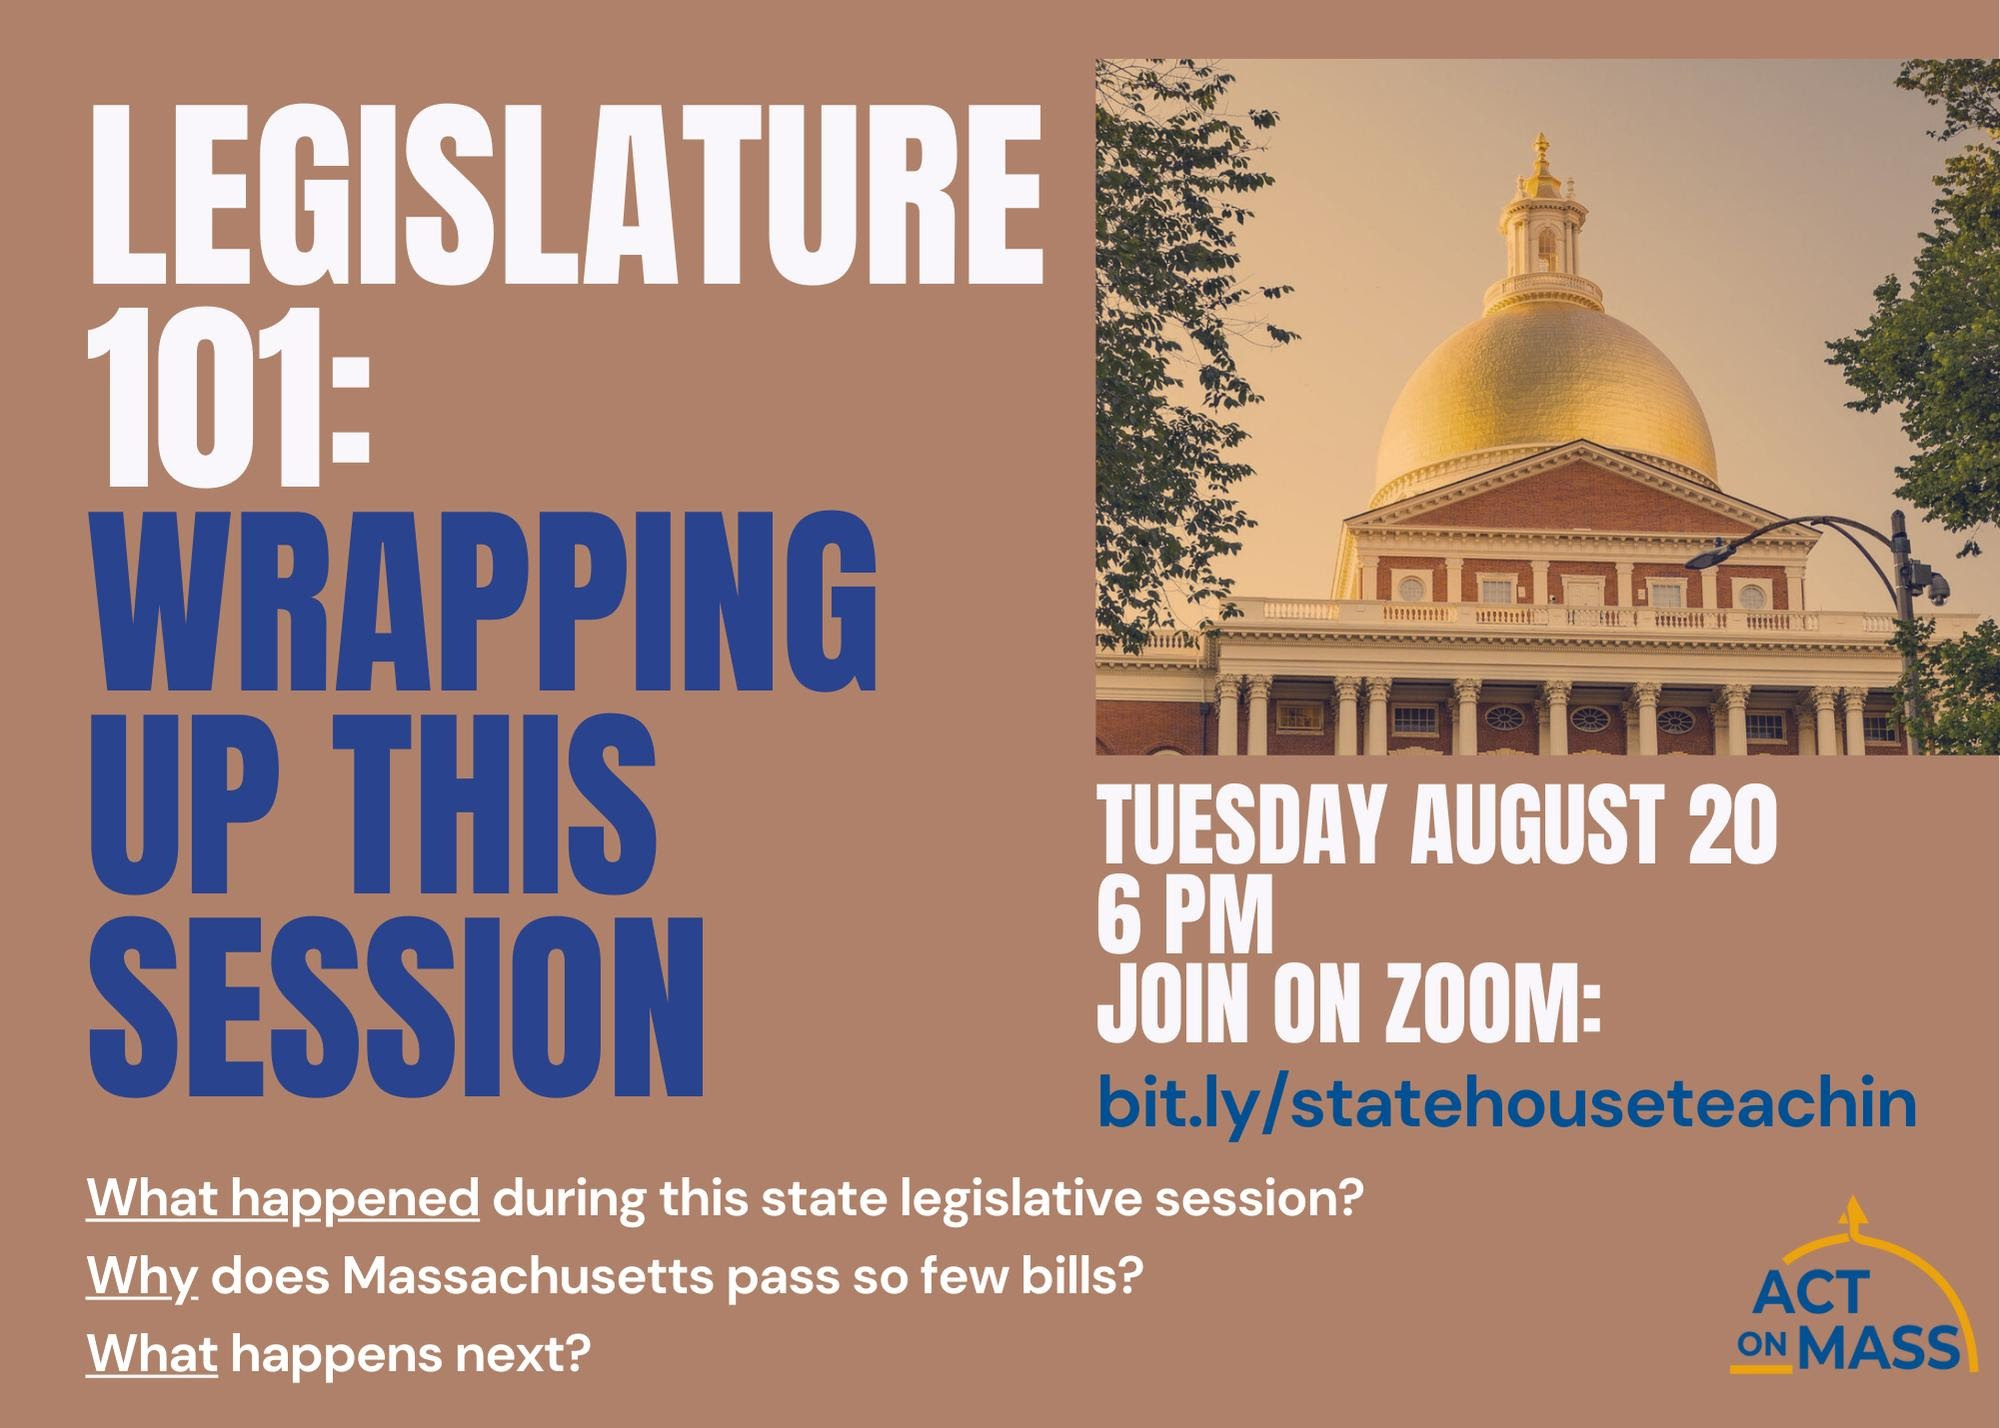 LEGISLATURE
101:
WRAPPING
UP THIS
SESSION
TUESDAY AUGUST 20
6 PM
JOIN ON ZOOM:
bit.ly/statehouseteachin
What happened during this state legislative session?
Why does Massachusetts pass so few bills?
What happens next?
ACT
ON MASS